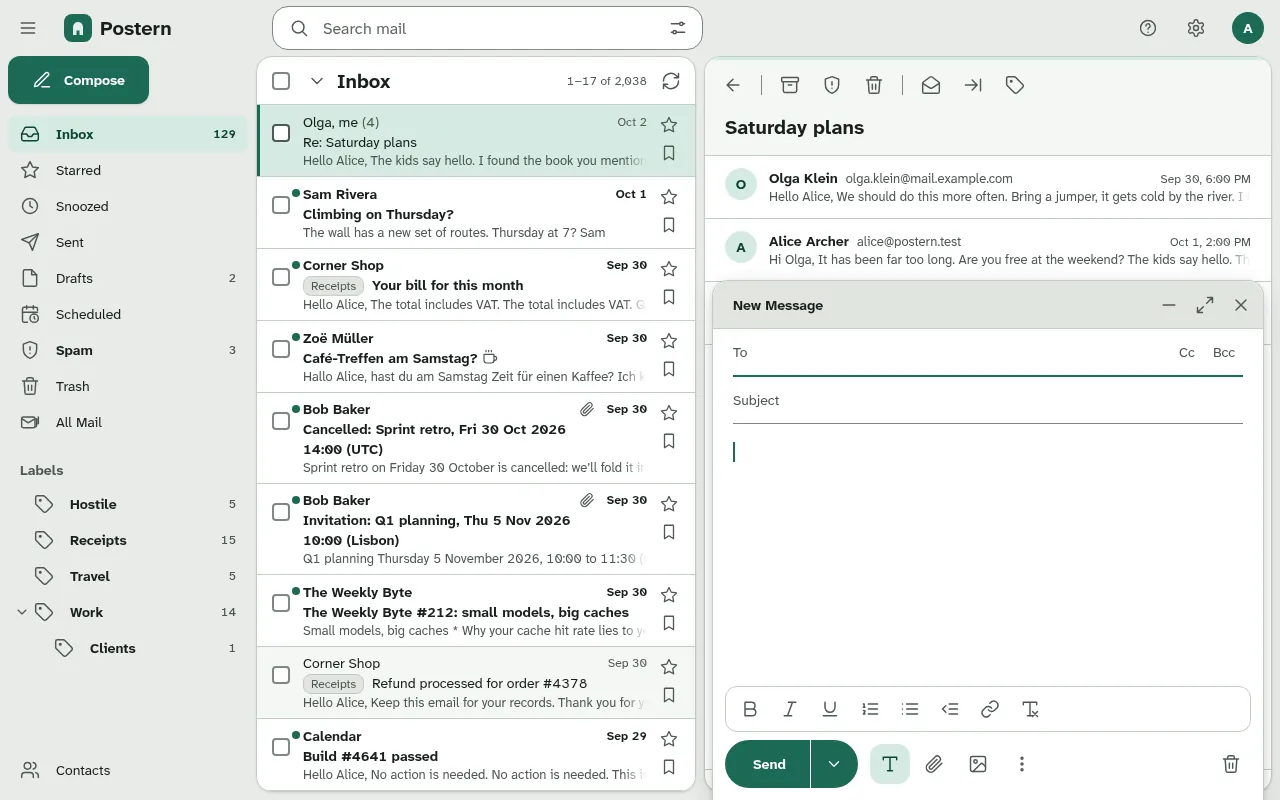 Postern
Search mail
A
Compose
Inbox 129
Starred
Snoozed
Sent
Drafts 2
Scheduled
Spam 3
Trash
All Mail
Labels
Hostile 5
Receipts 15
Travel 5
Work 14
Clients 1
Contacts
Inbox 1–17 of 2,038
Olga, me (4) Oct 2
Re: Saturday plans
Hello Alice, The kids say hello. I found the book you mention
Sam Rivera Oct 1
Climbing on Thursday?
The wall has a new set of routes. Thursday at 7? Sam
Corner Shop Sep 30
Receipts Your bill for this month
Hello Alice, The total includes VAT. The total includes VAT. G
Zoë Müller Sep 30
Café-Treffen am Samstag? ☕
Hallo Alice, hast du am Samstag Zeit für einen Kaffee? Ich k
Bob Baker Sep 30
Cancelled: Sprint retro, Fri 30 Oct 2026
14:00 (UTC)
Sprint retro on Friday 30 October is cancelled: we'll fold it in
Bob Baker Sep 30
Invitation: Q1 planning, Thu 5 Nov 2026
10:00 (Lisbon)
Q1 planning Thursday 5 November 2026, 10:00 to 11:30 (
The Weekly Byte Sep 30
The Weekly Byte #212: small models, big caches
Small models, big caches * Why your cache hit rate lies to y
Corner Shop Sep 30
Receipts Refund processed for order #4378
Hello Alice, Keep this email for your records. Thank you for y
Calendar Sep 29
Build #4641 passed
Hello Alice, No action is needed. No action is needed. This i
Saturday plans
O Olga Klein olga.klein@mail.example.com Sep 30, 6:00 PM
Hello Alice, We should do this more often. Bring a jumper, it gets cold by the river. I
A Alice Archer alice@postern.test Oct 1, 2:00 PM
Hi Olga, It has been far too long. Are you free at the weekend? The kids say hello. Th
New Message
To Cc Bcc
Subject
Send